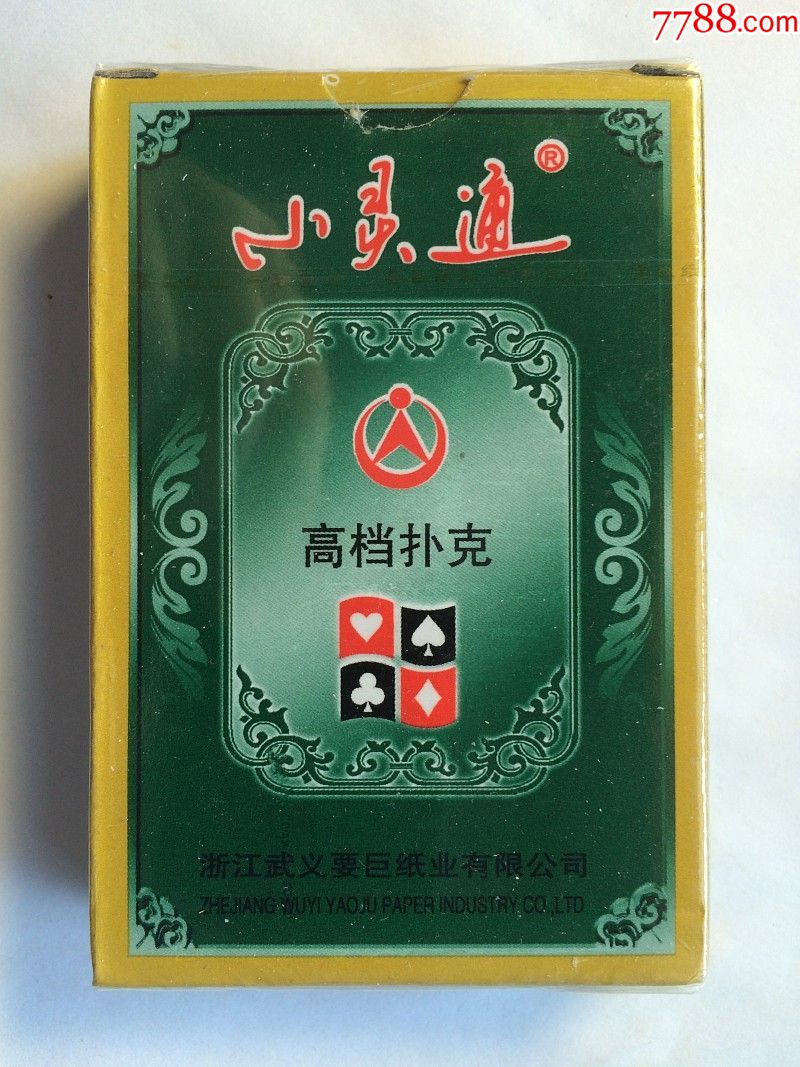 7788.com
小灵通®
高档扑克
浙江武义要巨纸业有限公司
ZHEJIANG WUYI YAOJU PAPER INDUSTRY CO.,LTD